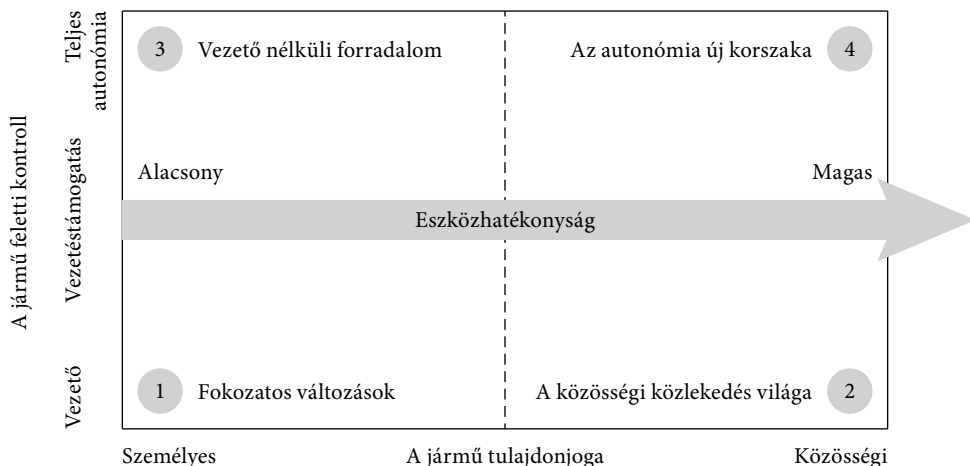 A jármű feletti kontroll
Teljes
autonómia
Vezetéstámogatás
Vezető
3 Vezető nélküli forradalom
Az autonómia új korszaka 4
Alacsony
Magas
Eszközhatékonyság
1 Fokozatos változások
A közösségi közlekedés világa 2
Személyes
A jármű tulajdonjoga
Közösségi